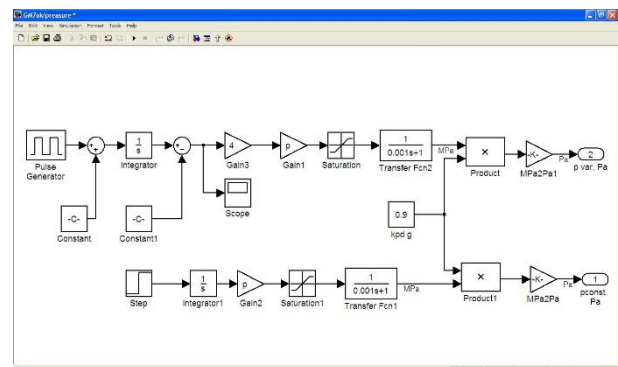 GN7ok/preasure *
File Edit View Simulation Format Tools Help
Pulse
Generator
+
+
1
s
Integrator
+
-
4
Gain3
p
Gain1
Saturation
1
0.001s+1
Transfer Fcn2
MPa
×
Product
-K-
MPa2Pa1
Pa
2
p var, Pa
-C-
Constant
-C-
Constant1
Scope
0.9
kpd g
Step
1
s
Integrator1
p
Gain2
Saturation1
1
0.001s+1
Transfer Fcn1
MPa
×
Product1
-K-
MPa2Pa
Pa
1
pconst,
Pa